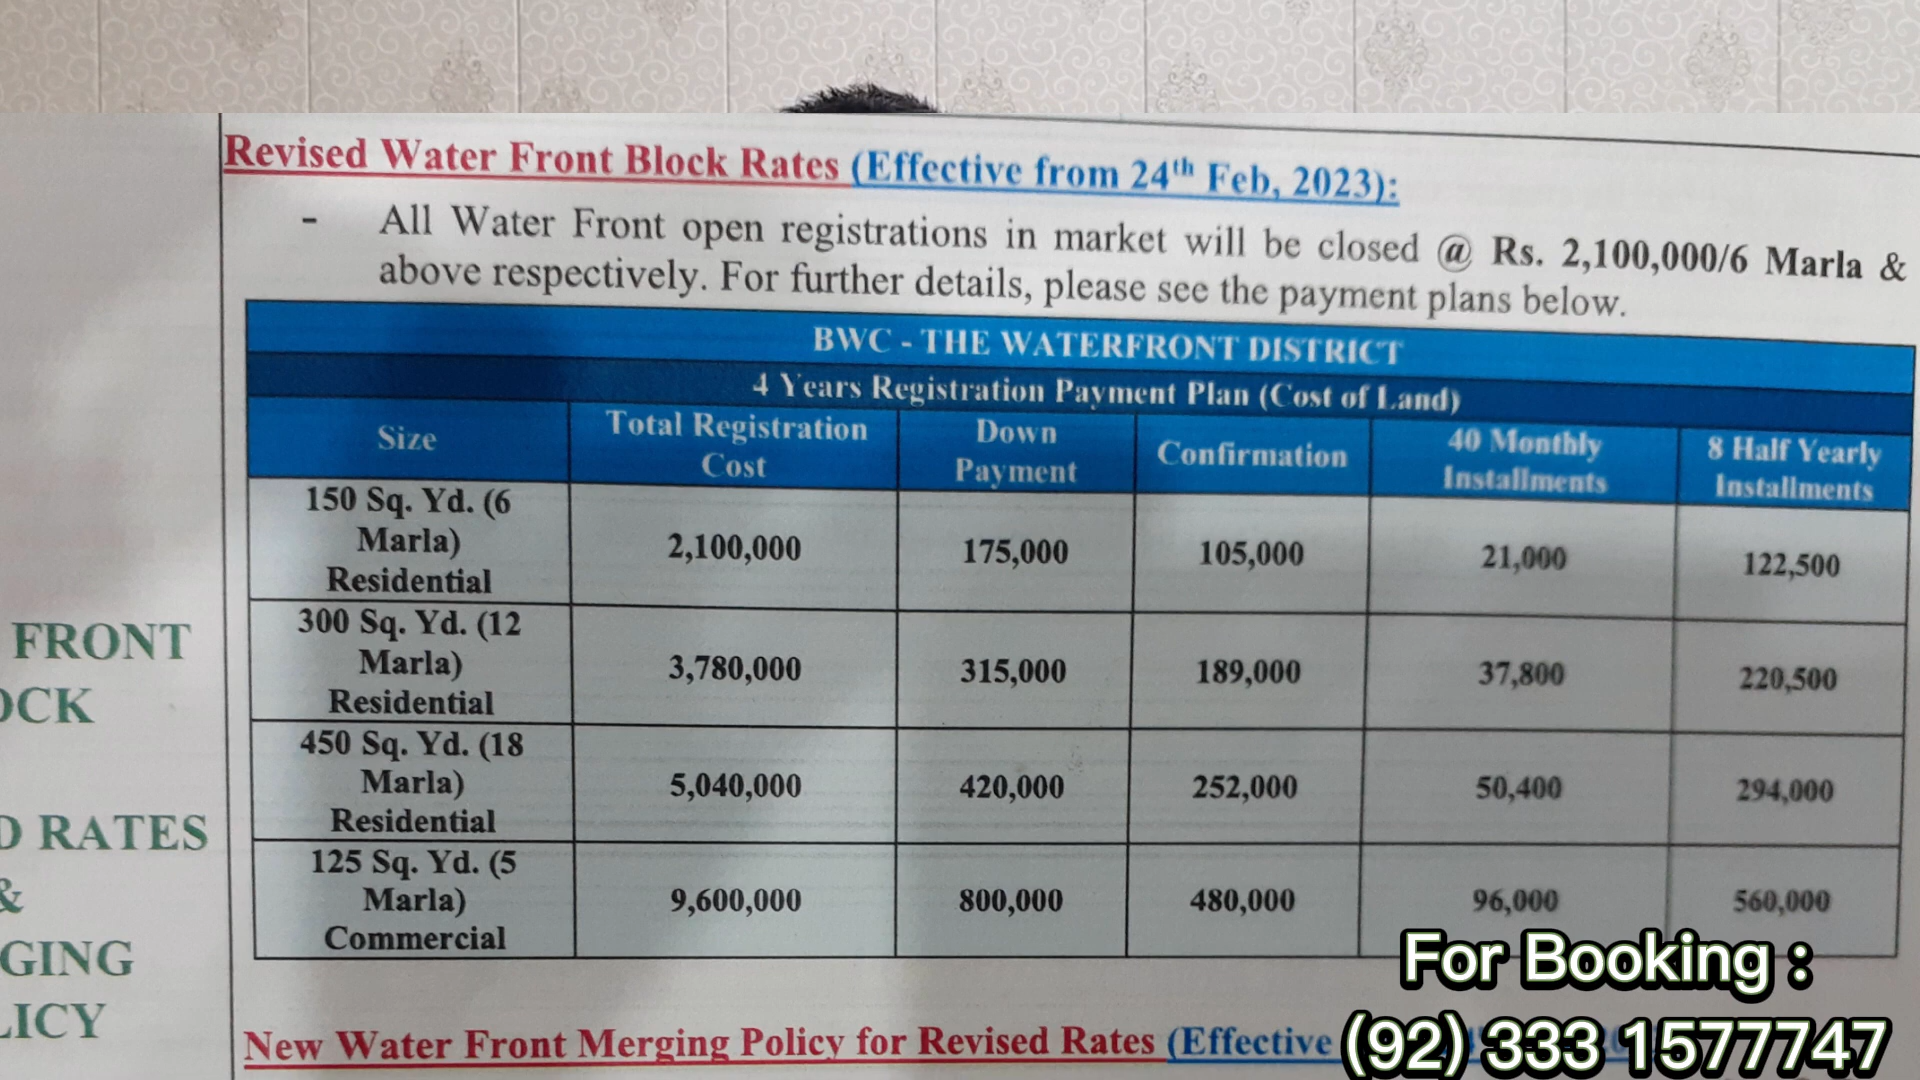 Revised Water Front Block Rates (Effective from 24th Feb, 2023):
- All Water Front open registrations in market will be closed @ Rs. 2,100,000/6 Marla &
above respectively. For further details, please see the payment plans below.
BWC - THE WATERFRONT DISTRICT
4 Years Registration Payment Plan (Cost of Land)
Size
Total Registration
Cost
Down
Payment
Confirmation
40 Monthly
Installments
8 Half Yearly
Installments
150 Sq. Yd. (6
Marla)
Residential
2,100,000
175,000
105,000
21,000
122,500
300 Sq. Yd. (12
Marla)
Residential
3,780,000
315,000
189,000
37,800
220,500
450 Sq. Yd. (18
Marla)
Residential
5,040,000
420,000
252,000
50,400
294,000
125 Sq. Yd. (5
Marla)
Commercial
9,600,000
800,000
480,000
96,000
560,000
FRONT
OCK
D RATES
&
GING
LICY
New Water Front Merging Policy for Revised Rates (Effective
For Booking :
(92) 333 1577747